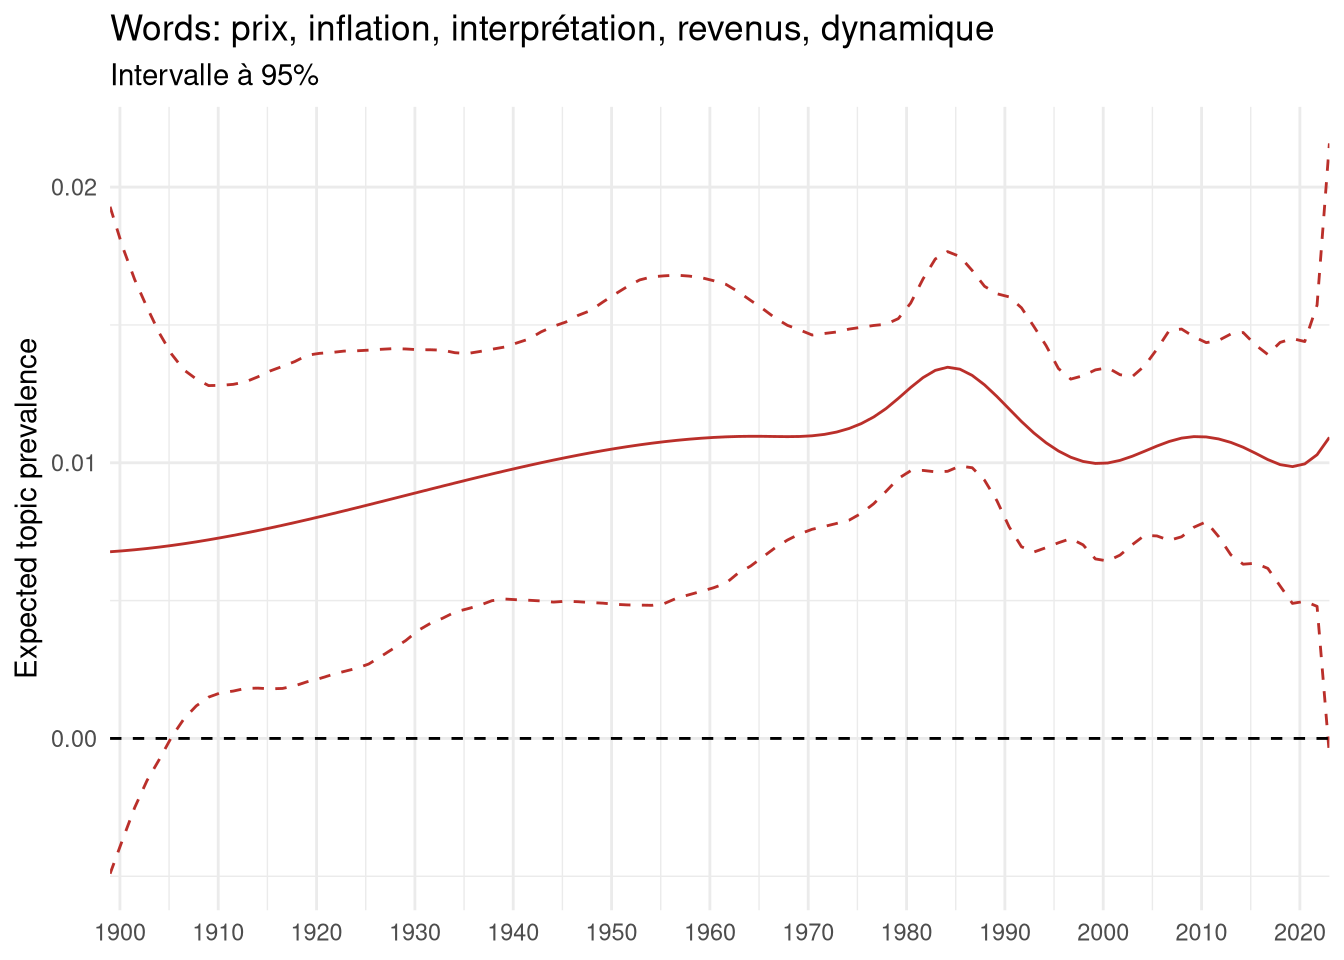 Words: prix, inflation, interprétation, revenus, dynamique
Intervalle à 95%
Expected topic prevalence
0.02
0.01
0.00
1900 1910 1920 1930 1940 1950 1960 1970 1980 1990 2000 2010 2020